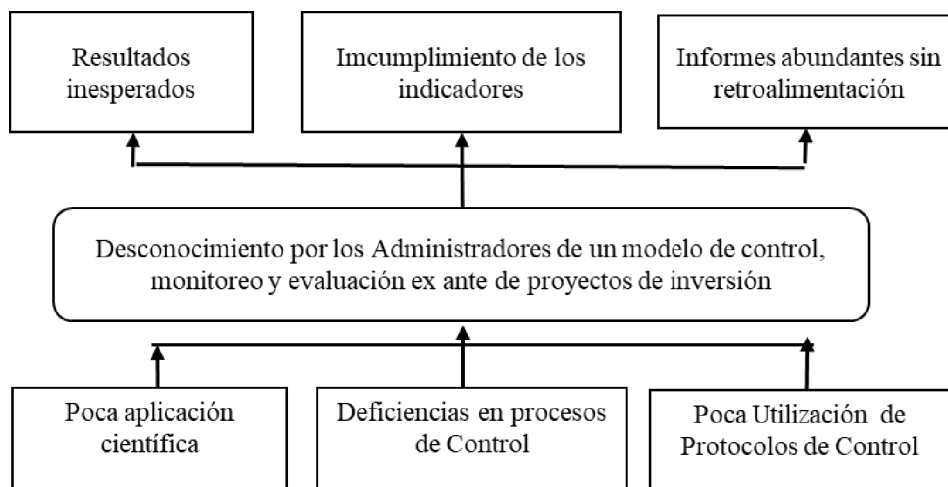 Resultados
inesperados
Imcumplimiento de los
indicadores
Informes abundantes sin
retroalimentación
Desconocimiento por los Administradores de un modelo de control,
monitoreo y evaluación ex ante de proyectos de inversión
Poca aplicación
científica
Deficiencias en procesos
de Control
Poca Utilización de
Protocolos de Control